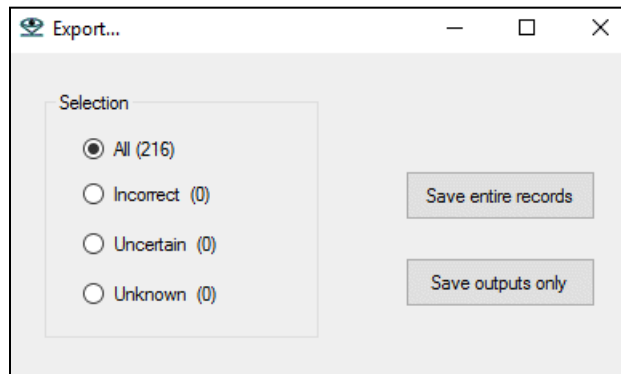 Export...
Selection
All (216)
Incorrect (0)
Uncertain (0)
Unknown (0)
Save entire records
Save outputs only